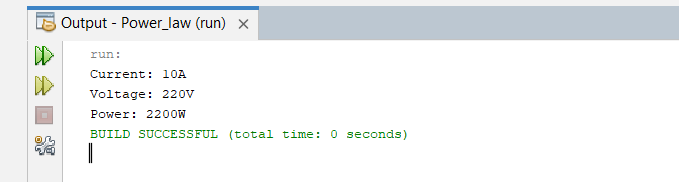 Output - Power_law (run)
run:
Current: 10A
Voltage: 220V
Power: 2200W
BUILD SUCCESSFUL (total time: 0 seconds)